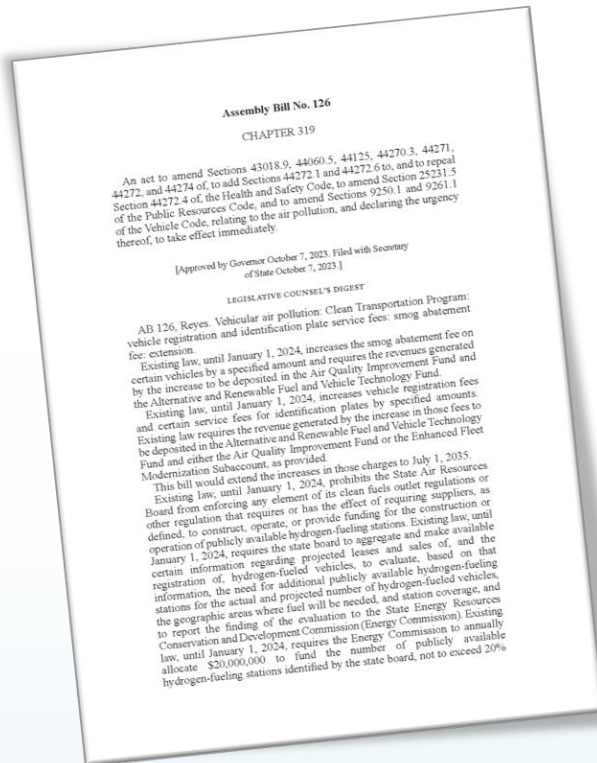 Assembly Bill No. 126
CHAPTER 319
An act to amend Sections 43018.9, 44060.5, 44125, 44270.3, 44271,
44272, and 44274 of, to add Sections 44272.1 and 44272.6 to, and to repeal
Section 44272.4 of, the Health and Safety Code, to amend Section 25231.5
of the Public Resources Code, and to amend Sections 9250.1 and 9261.1
of the Vehicle Code, relating to the air pollution, and declaring the urgency
thereof, to take effect immediately.
[Approved by Governor October 7, 2023. Filed with Secretary
of State October 7, 2023.]
LEGISLATIVE COUNSEL'S DIGEST
AB 126, Reyes. Vehicular air pollution: Clean Transportation Program:
vehicle registration and identification plate service fees: smog abatement
fee: extension.
Existing law, until January 1, 2024, increases the smog abatement fee on
certain vehicles by a specified amount and requires the revenues generated
by the increase to be deposited in the Air Quality Improvement Fund and
the Alternative and Renewable Fuel and Vehicle Technology Fund.
Existing law, until January 1, 2024, increases vehicle registration fees
and certain service fees for identification plates by specified amounts.
Existing law requires the revenue generated by the increase in those fees to
be deposited in the Alternative and Renewable Fuel and Vehicle Technology
Fund and either the Air Quality Improvement Fund or the Enhanced Fleet
Modernization Subaccount, as provided.
This bill would extend the increases in those charges to July 1, 2035.
Existing law, until January 1, 2024, prohibits the State Air Resources
Board from enforcing any element of its clean fuels outlet regulations or
other regulation that requires or has the effect of requiring suppliers, as
defined, to construct, operate, or provide funding for the construction or
operation of publicly available hydrogen-fueling stations. Existing law, until
January 1, 2024, requires the state board to aggregate and make available
certain information regarding projected leases and sales of, and the
registration of, hydrogen-fueled vehicles, to evaluate, based on that
information, the need for additional publicly available hydrogen-fueling
stations for the actual and projected number of hydrogen-fueled vehicles,
the geographic areas where fuel will be needed, and station coverage, and
to report the finding of the evaluation to the State Energy Resources
Conservation and Development Commission (Energy Commission). Existing
law, until January 1, 2024, requires the Energy Commission to annually
allocate $20,000,000 to fund the number of publicly available
hydrogen-fueling stations identified by the state board, not to exceed 20%